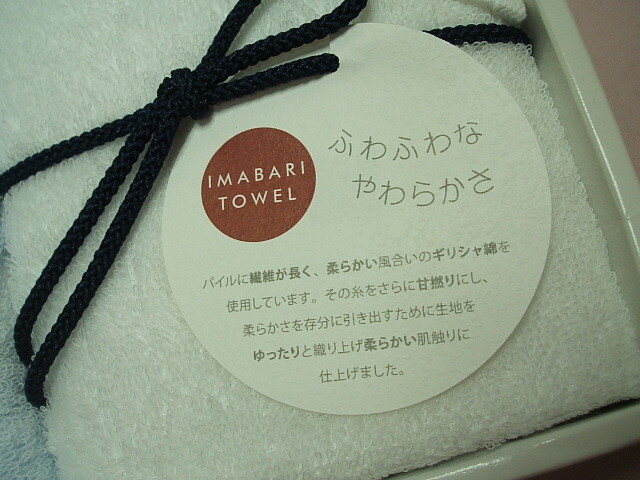 IMABARI
TOWEL
ふわふわな
やわらかさ
パイルに繊維が長く、柔らかい風合いのギリシャ綿を
使用しています。その糸をさらに甘撚りにし、
柔らかさを存分に引き出すために生地を
ゆったりと織り上げ柔らかい肌触りに
仕上げました。